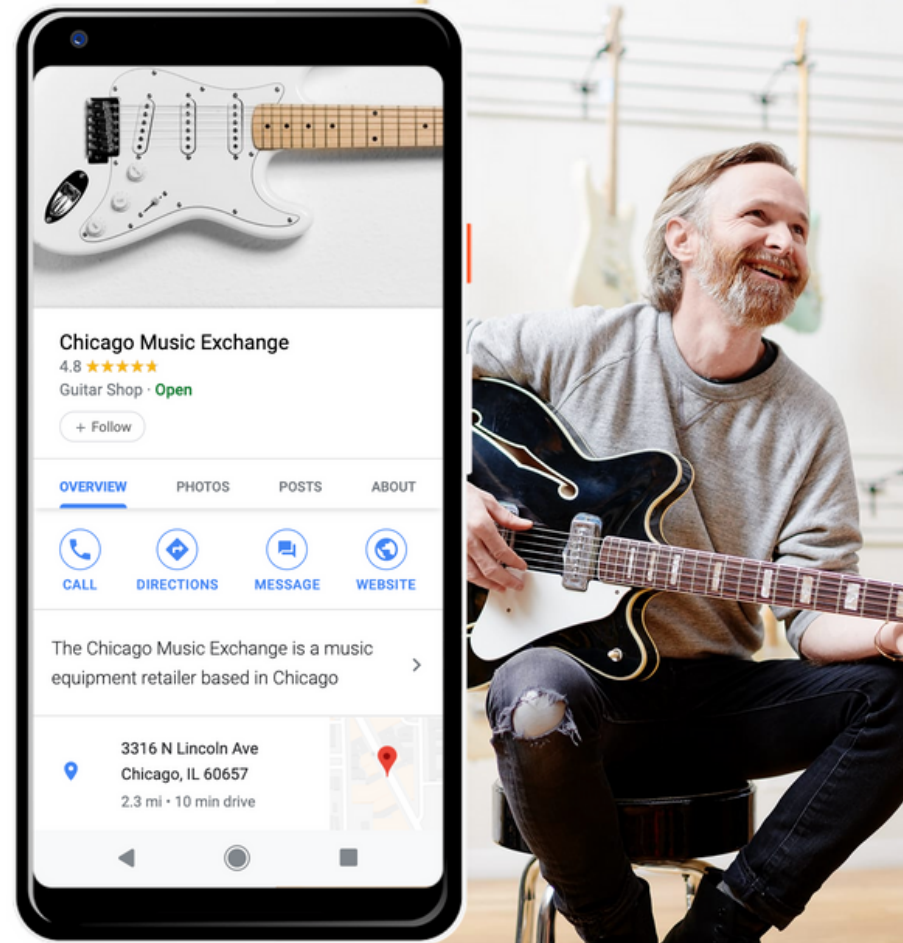 Chicago Music Exchange
4.8
Guitar Shop · Open
+ Follow
OVERVIEW PHOTOS POSTS ABOUT
CALL DIRECTIONS MESSAGE WEBSITE
The Chicago Music Exchange is a music
equipment retailer based in Chicago
3316 N Lincoln Ave
Chicago, IL 60657
2.3 mi • 10 min drive